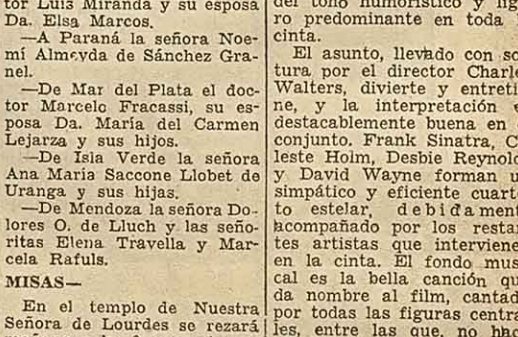 tor Luis Miranda y su esposa
Da. Elsa Marcos.
—A Paraná la señora Noe-
mí Almeyda de Sánchez Gra-
nel.
—De Mar del Plata el doc-
tor Marcelo Fracassi, su es-
posa Da. María del Carmen
Lejarza y sus hijos.
—De Isla Verde la señora
Ana María Saccone Llobet de
Uranga y sus hijas.
—De Mendoza la señora Do-
lores O. de Lluch y las seño-
ritas Elena Travella y Mar-
cela Rafuls.
MISAS—
En el templo de Nuestra
Señora de Lourdes se rezará
del tono humorístico y lig
ro predominante en toda
cinta.
El asunto, llevado con so
tura por el director Charle
Walters, divierte y entreti
ne, y la interpretación e
destacablemente buena en
conjunto. Frank Sinatra, C
leste Holm, Desbie Reynold
y David Wayne forman u
simpático y eficiente cuart
to estelar, debidament
acompañado por los resta
tes artistas que interviene
en la cinta. El fondo mus
cal es la bella canción qu
da nombre al film, cantad
por todas las figuras centra
les, entre las que, no hac